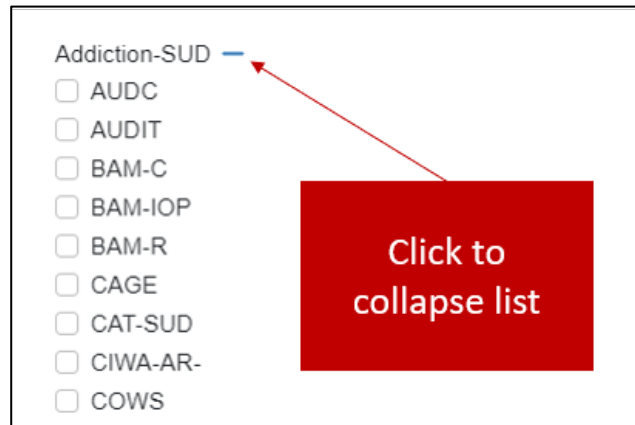 Addiction-SUD
AUDC
AUDIT
BAM-C
BAM-IOP
BAM-R
CAGE
CAT-SUD
CIWA-AR-
COWS
Click to
collapse list